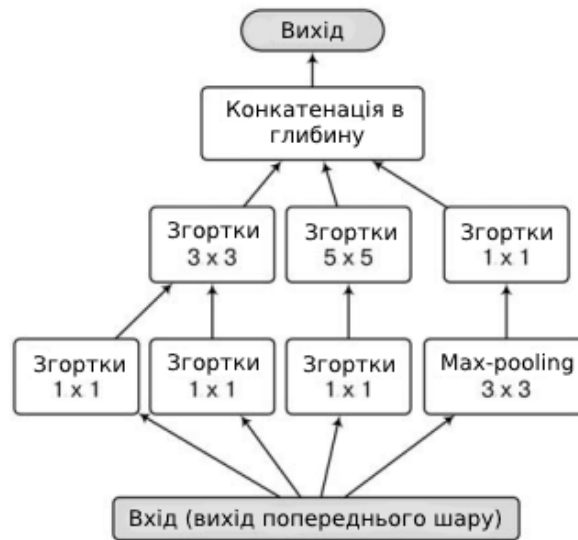 Вихід
Конкатенація в
глибину
Згортки
3 x 3
Згортки
5 x 5
Згортки
1 x 1
Згортки
1 x 1
Згортки
1 x 1
Згортки
1 x 1
Max-pooling
3 x 3
Вхід (вихід попереднього шару)